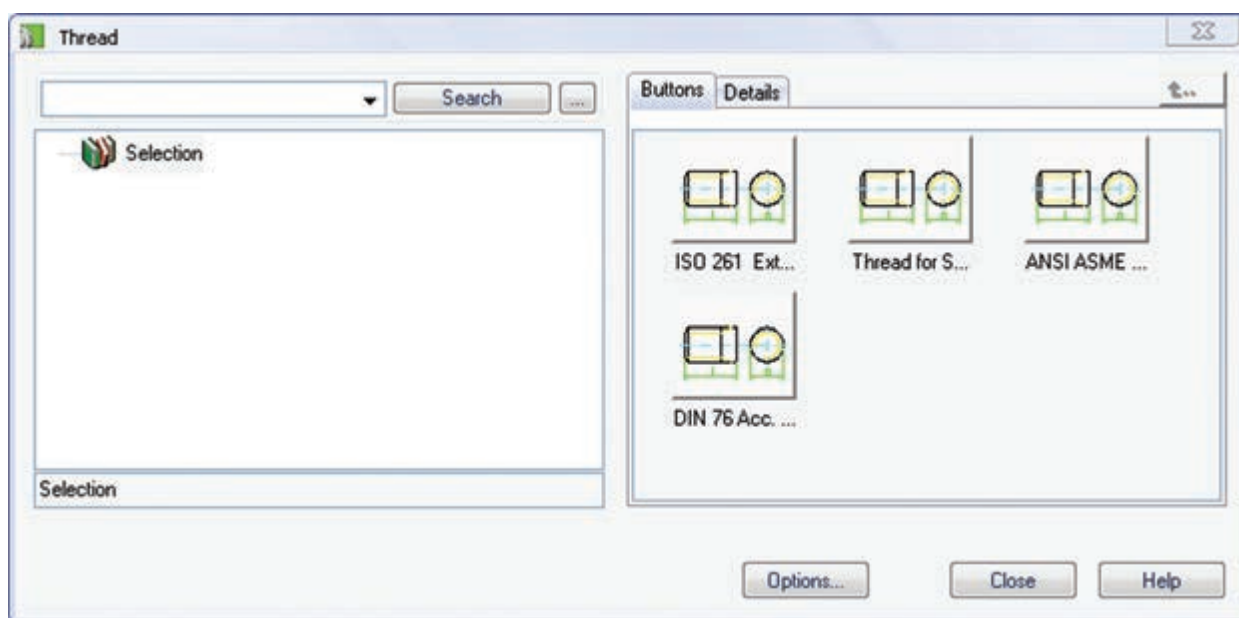 Thread
Search ...
Buttons Details
Selection
ISO 261 Ext... Thread for S... ANSI ASME ...
DIN 76 Acc. ...
Selection
Options... Close Help